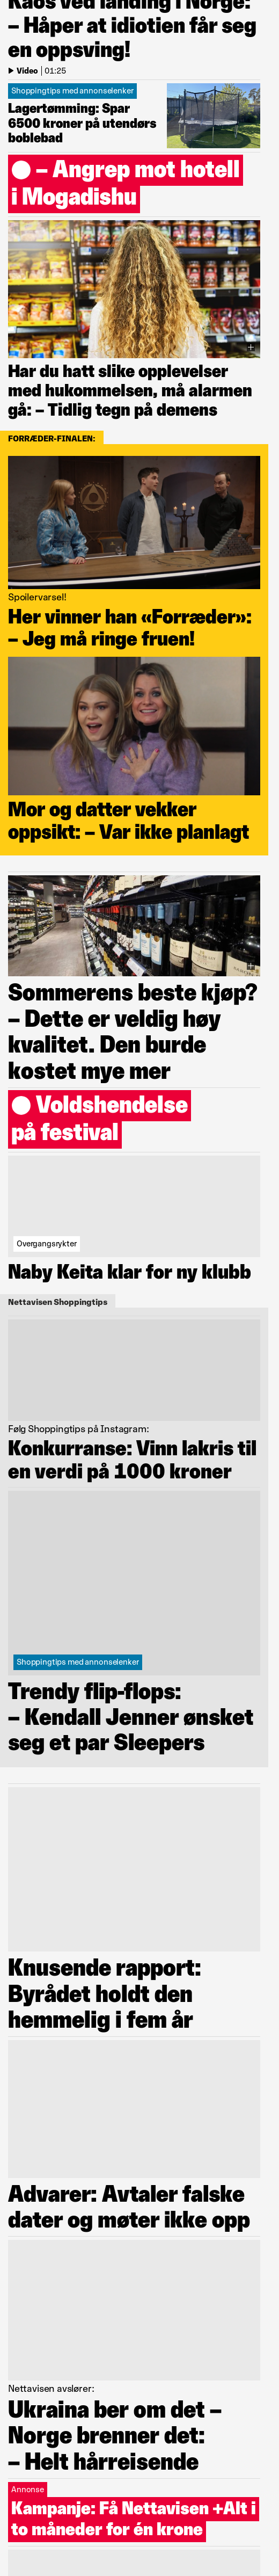 Kaos ved landing i Norge:
– Håper at idiotien får seg
en oppsving!
Video | 01:25
Shoppingtips med annonselenker
Lagertømming: Spar
6500 kroner på utendørs
boblebad
– Angrep mot hotell
i Mogadishu
Har du hatt slike opplevelser
med hukommelsen, må alarmen
gå: – Tidlig tegn på demens
FORRÆDER-FINALEN:
Spoilervarsel!
Her vinner han «Forræder»:
– Jeg må ringe fruen!
Mor og datter vekker
oppsikt: – Var ikke planlagt
Sommerens beste kjøp?
– Dette er veldig høy
kvalitet. Den burde
kostet mye mer
Voldshendelse
på festival
Overgangsrykter
Naby Keita klar for ny klubb
Nettavisen Shoppingtips
Følg Shoppingtips på Instagram:
Konkurranse: Vinn lakris til
en verdi på 1000 kroner
Shoppingtips med annonselenker
Trendy flip-flops:
– Kendall Jenner ønsket
seg et par Sleepers
Knusende rapport:
Byrådet holdt den
hemmelig i fem år
Advarer: Avtaler falske
dater og møter ikke opp
Nettavisen avslører:
Ukraina ber om det –
Norge brenner det:
– Helt hårreisende
Annonse
Kampanje: Få Nettavisen +Alt i
to måneder for én krone